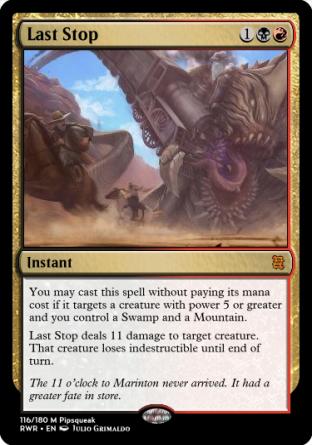 Last Stop 1
Instant
You may cast this spell without paying its mana
cost if it targets a creature with power 5 or greater
and you control a Swamp and a Mountain.
Last Stop deals 11 damage to target creature.
That creature loses indestructible until end of
turn.
The 11 o'clock to Marinton never arrived. It had a
greater fate in store.
116/180 M Pipsqueak
RWR • EN Julio Grimaldo